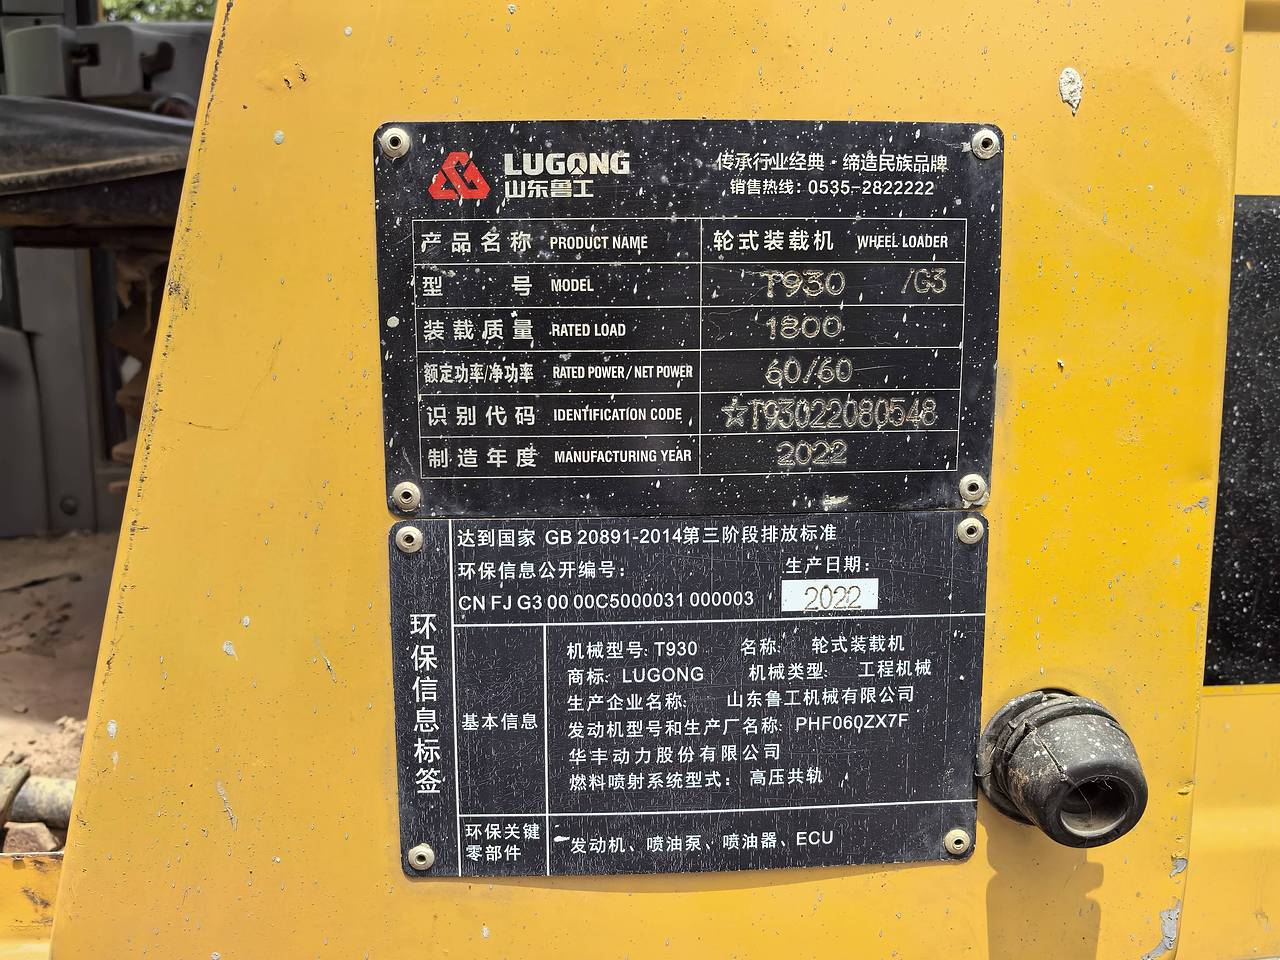 LUGONG
山东鲁工
传承行业经典·缔造民族品牌
销售热线：0535-2822222
产品名称 PRODUCT NAME 轮式装载机 WHEEL LOADER
型号 MODEL T930 /G3
装载质量 RATED LOAD 1800
额定功率/净功率 RATED POWER/NET POWER 60/60
识别代码 IDENTIFICATION CODE ☆T93022080548
制造年度 MANUFACTURING YEAR 2022
环保信息标签
达到国家 GB 20891-2014第三阶段排放标准
环保信息公开编号： 生产日期：
CN FJ G3 00 00C5000031 000003 2022
基本信息
机械型号：T930 名称： 轮式装载机
商标： LUGONG 机械类型： 工程机械
生产企业名称： 山东鲁工机械有限公司
发动机型号和生产厂名称： PHF060ZX7F
华丰动力股份有限公司
燃料喷射系统型式： 高压共轨
环保关键
零部件
发动机、喷油泵、喷油器、ECU